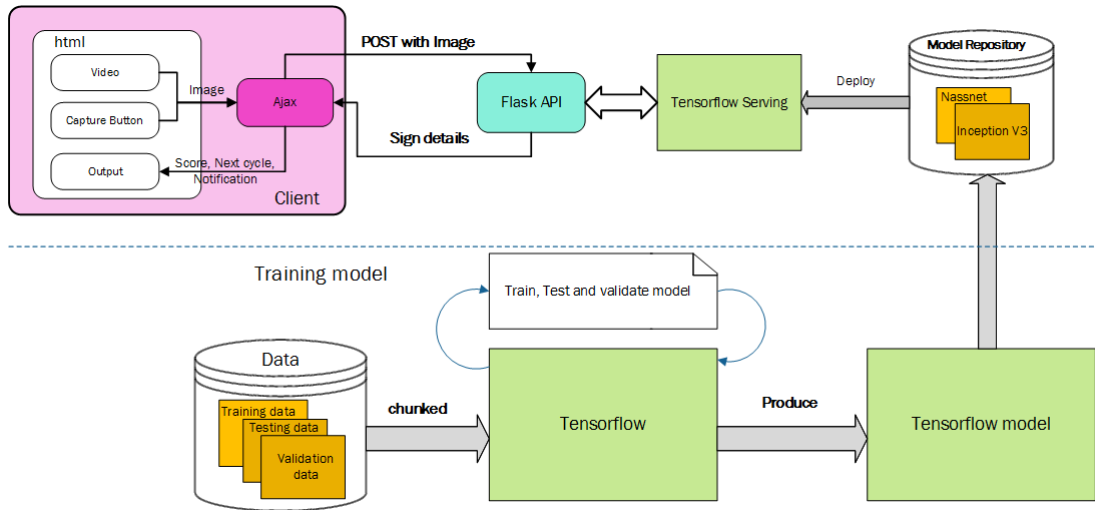 html
Video
Capture Button
Output
Image
Ajax
Score, Next cycle,
Notification
Client
POST with Image
Sign details
Flask API
Tensorflow Serving
Deploy
Model Repository
Nassnet
Inception V3
Training model
Train, Test and validate model
Data
Training data
Testing data
Validation
data
chunked
Tensorflow
Produce
Tensorflow model